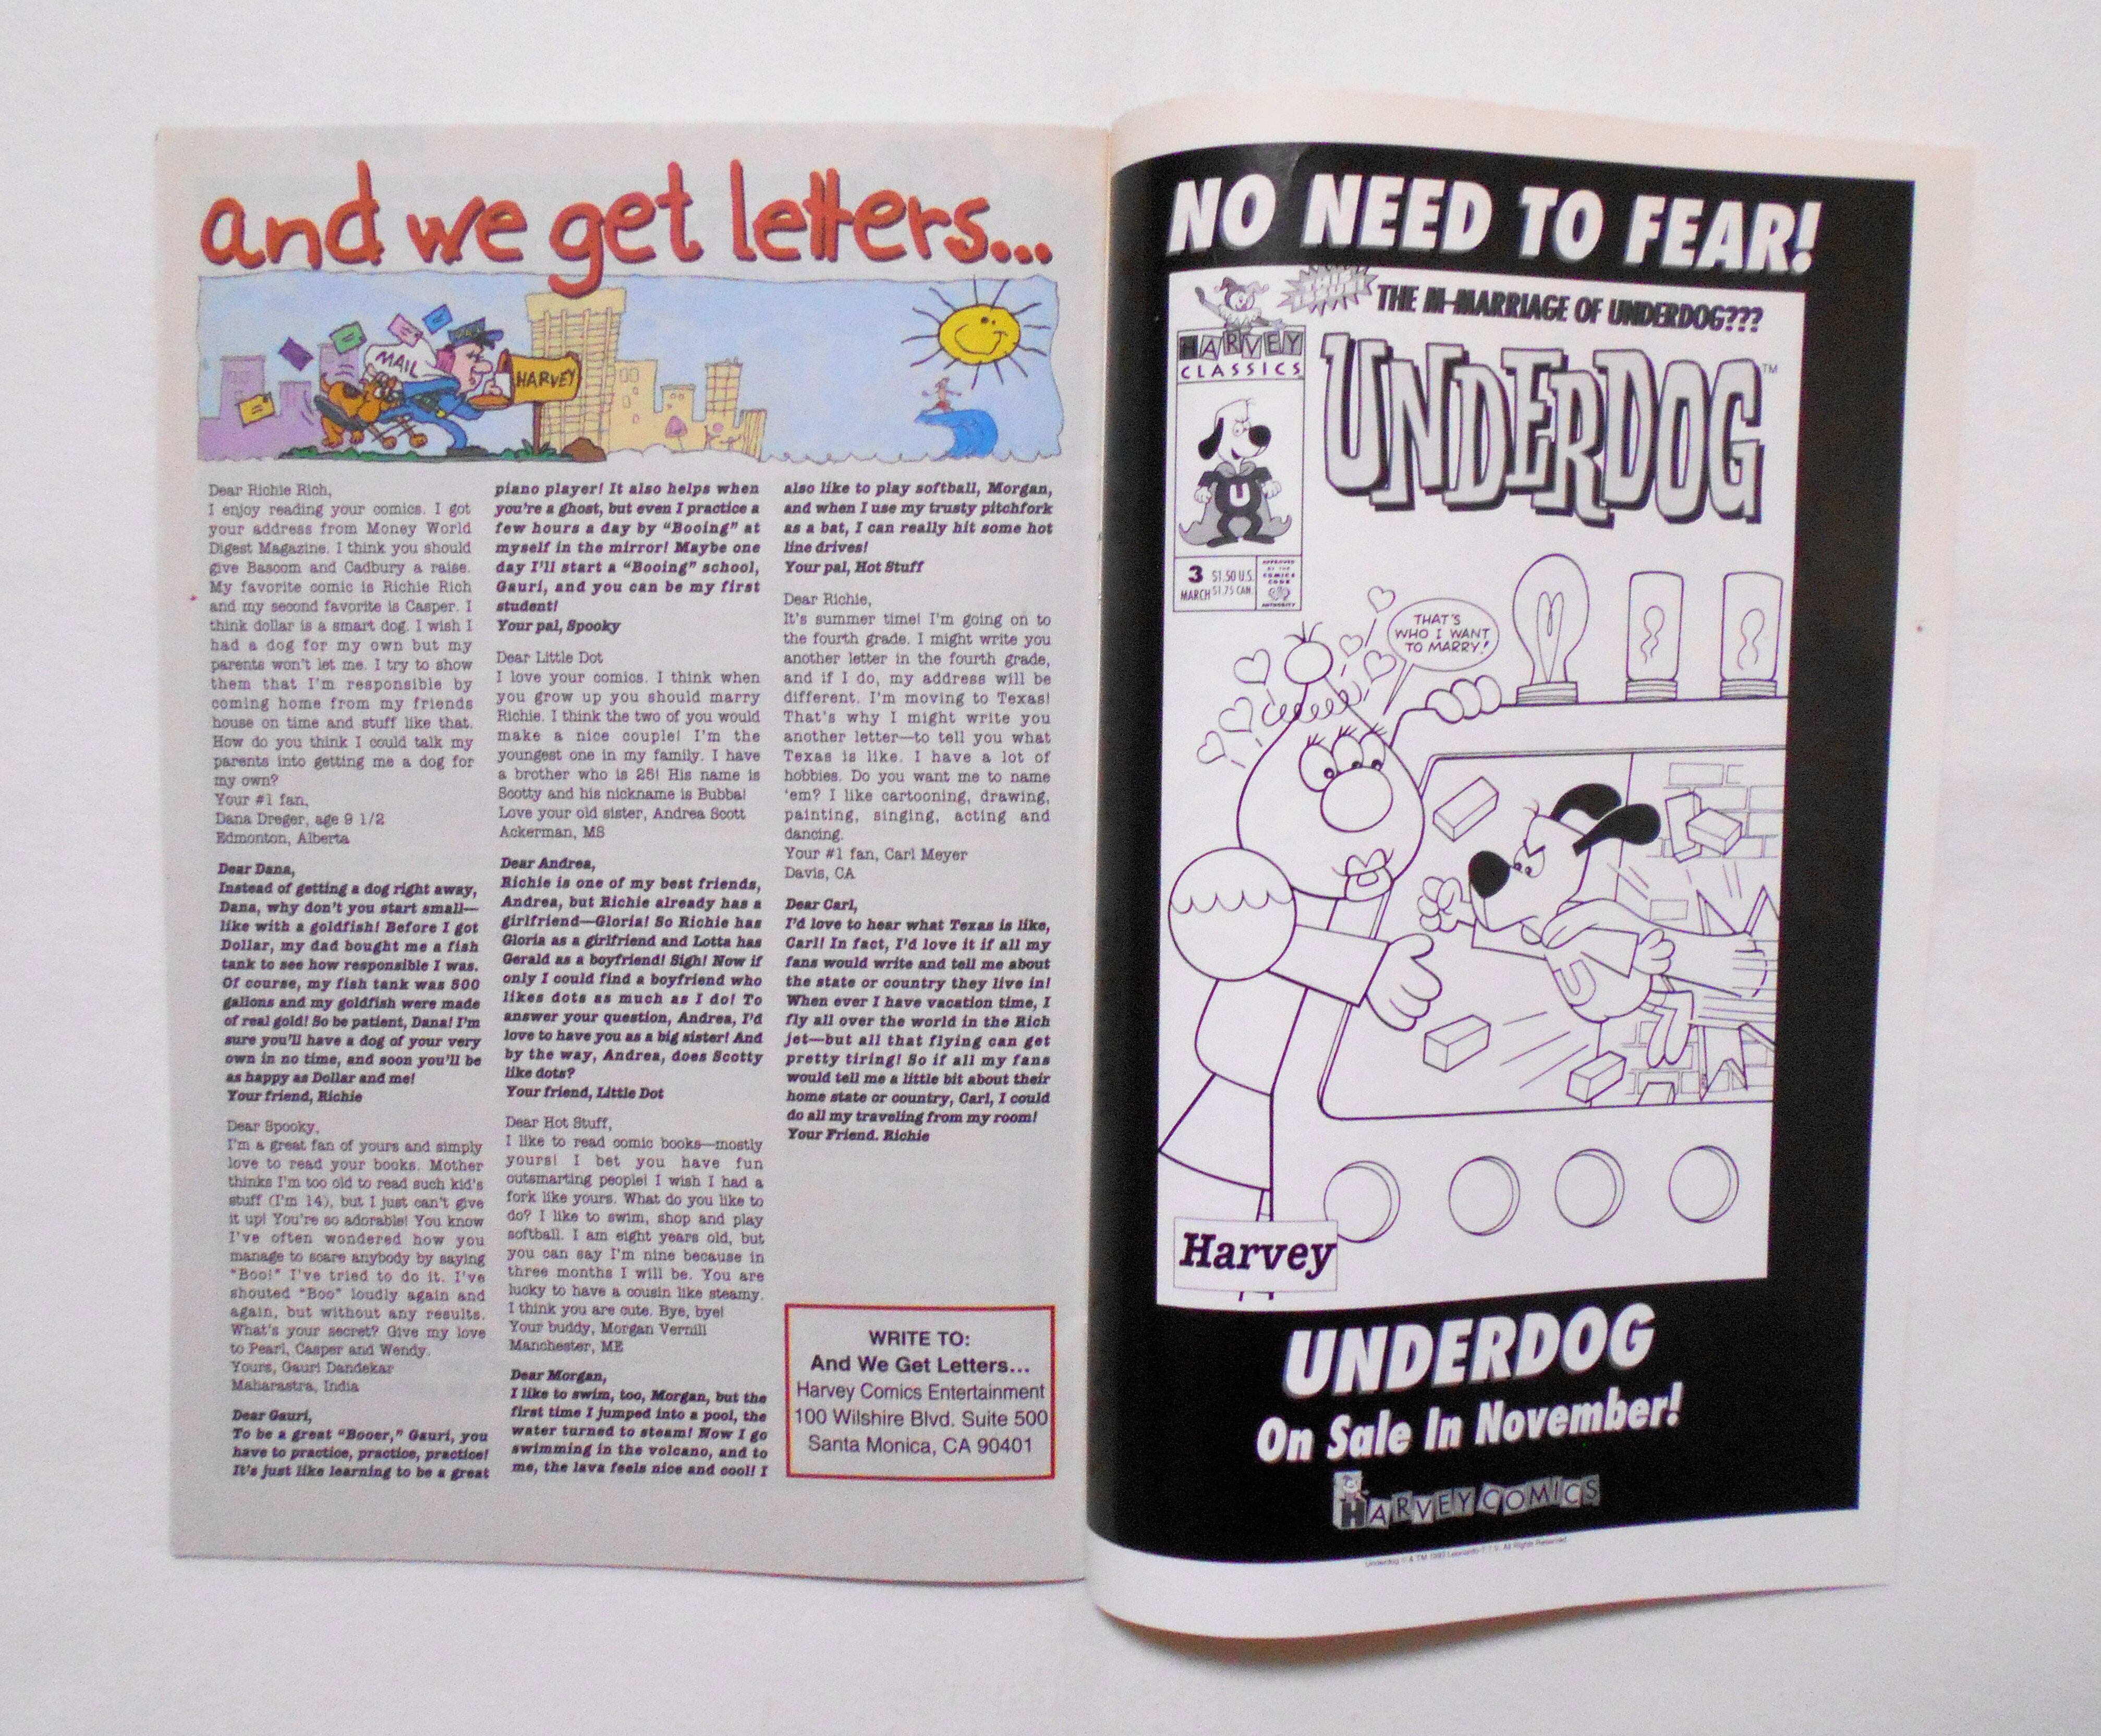 and we get letters...
MAIL
HARVEY
Dear Richie Rich,
I enjoy reading your comics. I got
your address from Money World
Digest Magazine. I think you should
give Bascom and Cadbury a raise.
My favorite comic is Richie Rich
and my second favorite is Casper. I
think dollar is a smart dog. I wish I
had a dog for my own but my
parents won't let me. I try to show
them that I'm responsible by
coming home from my friends
house on time and stuff like that.
How do you think I could talk my
parents into getting me a dog for
my own?
Your #1 fan,
Dana Dreger, age 9 1/2
Edmonton, Alberta
Dear Dana,
Instead of getting a dog right away,
Dana, why don't you start small—
like with a goldfish! Before I got
Dollar, my dad bought me a fish
tank to see how responsible I was.
Of course, my fish tank was 500
gallons and my goldfish were made
of real gold! So be patient, Dana! I'm
sure you'll have a dog of your very
own in no time, and soon you'll be
as happy as Dollar and me!
Your friend, Richie
Dear Spooky,
I'm a great fan of yours and simply
love to read your books. Mother
thinks I'm too old to read such kid's
stuff (I'm 14), but I just can't give
it up! You're so adorable! You know
I've often wondered how you
manage to scare anybody by saying
"Boo!" I've tried to do it. I've
shouted "Boo" loudly again and
again, but without any results.
What's your secret? Give my love
to Pearl, Casper and Wendy.
Yours, Gauri Dandekar
Maharastra, India
Dear Gauri,
To be a great "Booer," Gauri, you
have to practice, practice, practice!
It's just like learning to be a great
piano player! It also helps when
you're a ghost, but even I practice a
few hours a day by "Booing" at
myself in the mirror! Maybe one
day I'll start a "Booing" school,
Gauri, and you can be my first
student!
Your pal, Spooky
Dear Little Dot
I love your comics. I think when
you grow up you should marry
Richie. I think the two of you would
make a nice couple! I'm the
youngest one in my family. I have
a brother who is 25! His name is
Scotty and his nickname is Bubba!
Love your old sister, Andrea Scott
Ackerman, MS
Dear Andrea,
Richie is one of my best friends,
Andrea, but Richie already has a
girlfriend—Gloria! So Richie has
Gloria as a girlfriend and Lotta has
Gerald as a boyfriend! Sigh! Now if
only I could find a boyfriend who
likes dots as much as I do! To
answer your question, Andrea, I'd
love to have you as a big sister! And
by the way, Andrea, does Scotty
like dots?
Your friend, Little Dot
Dear Hot Stuff,
I like to read comic books—mostly
yours! I bet you have fun
outsmarting people! I wish I had a
fork like yours. What do you like to
do? I like to swim, shop and play
softball. I am eight years old, but
you can say I'm nine because in
three months I will be. You are
lucky to have a cousin like steamy.
I think you are cute. Bye, bye!
Your buddy, Morgan Vernill
Manchester, ME
Dear Morgan,
I like to swim, too, Morgan, but the
first time I jumped into a pool, the
water turned to steam! Now I go
swimming in the volcano, and to
me, the lava feels nice and cool! I
also like to play softball, Morgan,
and when I use my trusty pitchfork
as a bat, I can really hit some hot
line drives!
Your pal, Hot Stuff
Dear Richie,
It's summer time! I'm going on to
the fourth grade. I might write you
another letter in the fourth grade,
and if I do, my address will be
different. I'm moving to Texas!
That's why I might write you
another letter—to tell you what
Texas is like. I have a lot of
hobbies. Do you want me to name
'em? I like cartooning, drawing,
painting, singing, acting and
dancing.
Your #1 fan, Carl Meyer
Davis, CA
Dear Carl,
I'd love to hear what Texas is like,
Carl! In fact, I'd love it if all my
fans would write and tell me about
the state or country they live in!
When ever I have vacation time, I
fly all over the world in the Rich
jet—but all that flying can get
pretty tiring! So if all my fans
would tell me a little bit about their
home state or country, Carl, I could
do all my traveling from my room!
Your Friend. Richie
WRITE TO:
And We Get Letters...
Harvey Comics Entertainment
100 Wilshire Blvd. Suite 500
Santa Monica, CA 90401
NO NEED TO FEAR!
THE M-MARRIAGE OF UNDERDOG???
HARVEY
CLASSICS
UNDERDOG™
U
3 $1.50 U.S.
MARCH $1.75 CAN.
APPROVED
BY THE
COMICS
CODE
AUTHORITY
THAT'S
WHO I WANT
TO MARRY!
U
Harvey
UNDERDOG
On Sale In November!
HARVEY COMICS